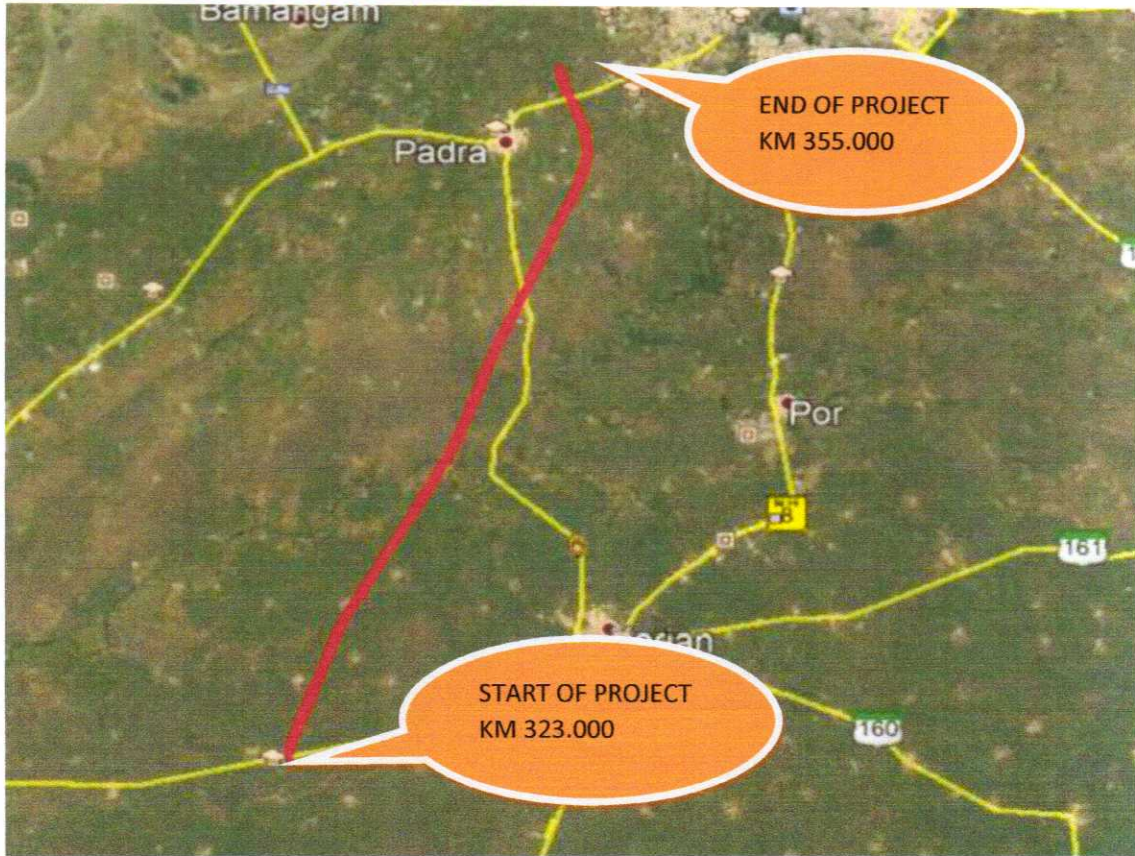 Bamangam
END OF PROJECT
KM 355.000
Padra
Por
161
START OF PROJECT
KM 323.000
160